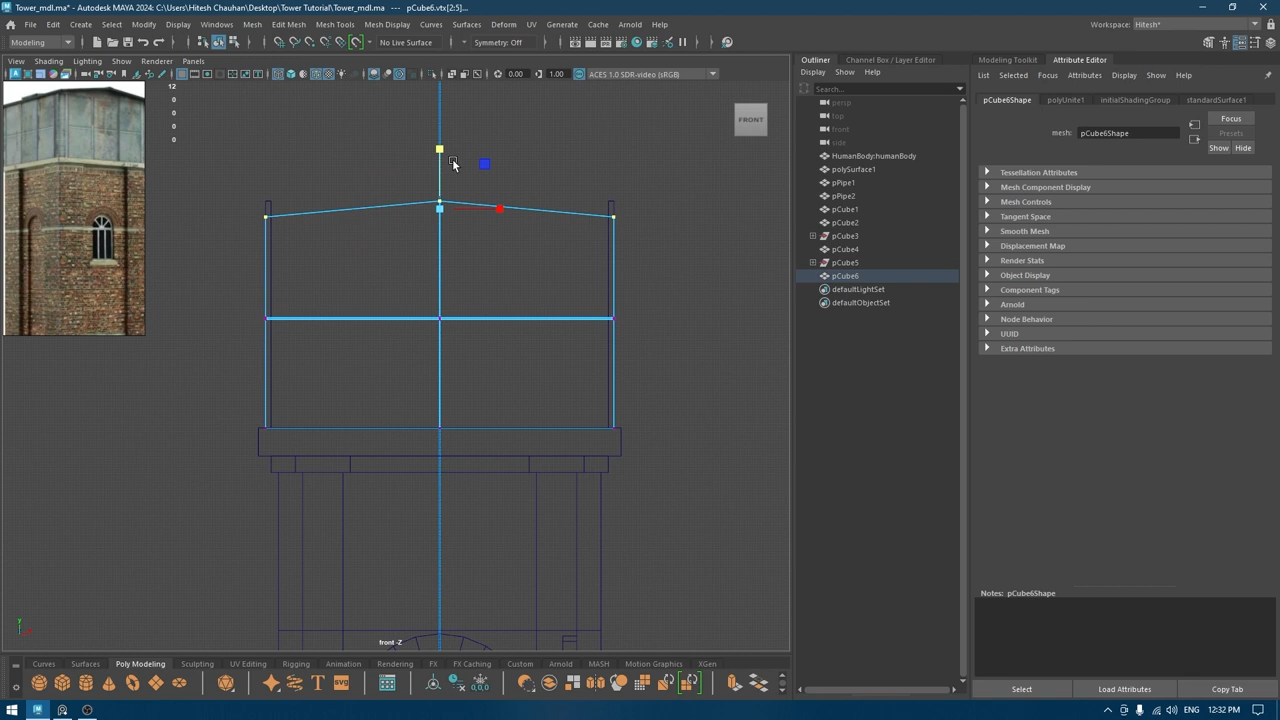 Tower_mdl.ma* - Autodesk MAYA 2024: C:\Users\Hitesh Chauhan\Desktop\Tower Tutorial\Tower_mdl.ma* --- pCube6.vtx[2:5]...
File Edit Create Select Modify Display Windows Mesh Edit Mesh Mesh Tools Mesh Display Curves Surfaces Deform UV Generate Cache Arnold Help
Workspace: Hitesh*
Modeling
No Live Surface
Symmetry: Off
View Shading Lighting Show Renderer Panels
0.00
1.00
ACES 1.0 SDR-video (sRGB)
12
0
0
0
0
FRONT
front -Z
Outliner Channel Box / Layer Editor
Display Show Help
Search...
persp
top
front
side
HumanBody:humanBody
polySurface1
pPipe1
pPipe2
pCube1
pCube2
pCube3
pCube4
pCube5
pCube6
defaultLightSet
defaultObjectSet
Modeling Toolkit Attribute Editor
List Selected Focus Attributes Display Show Help
pCube6Shape polyUnite1 initialShadingGroup standardSurface1
Focus
mesh: pCube6Shape
Presets
Show Hide
Tessellation Attributes
Mesh Component Display
Mesh Controls
Tangent Space
Smooth Mesh
Displacement Map
Render Stats
Object Display
Component Tags
Arnold
Node Behavior
UUID
Extra Attributes
Notes: pCube6Shape
Select Load Attributes Copy Tab
Curves Surfaces Poly Modeling Sculpting UV Editing Rigging Animation Rendering FX FX Caching Custom Arnold MASH Motion Graphics XGen
SVG
ENG 12:32 PM